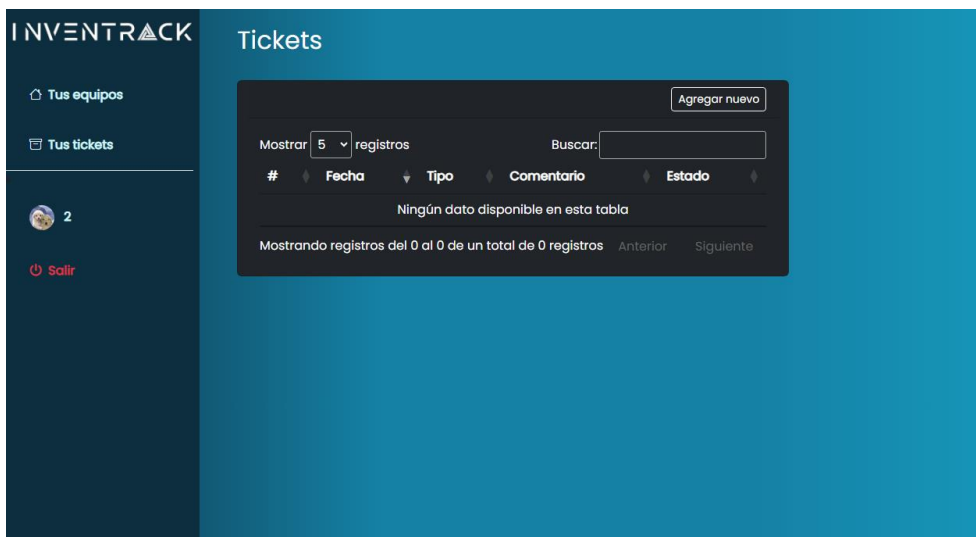 INVENTRACK
Tus equipos
Tus tickets
2
Salir
Tickets
Agregar nuevo
Mostrar 5 registros
Buscar:
# Fecha Tipo Comentario Estado
Ningún dato disponible en esta tabla
Mostrando registros del 0 al 0 de un total de 0 registros Anterior Siguiente